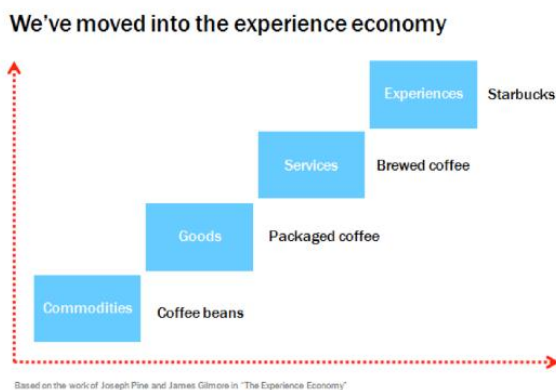 We've moved into the experience economy
Experiences Starbucks
Services Brewed coffee
Goods Packaged coffee
Commodities Coffee beans
Based on the work of Joseph Pine and James Gilmore in "The Experience Economy"